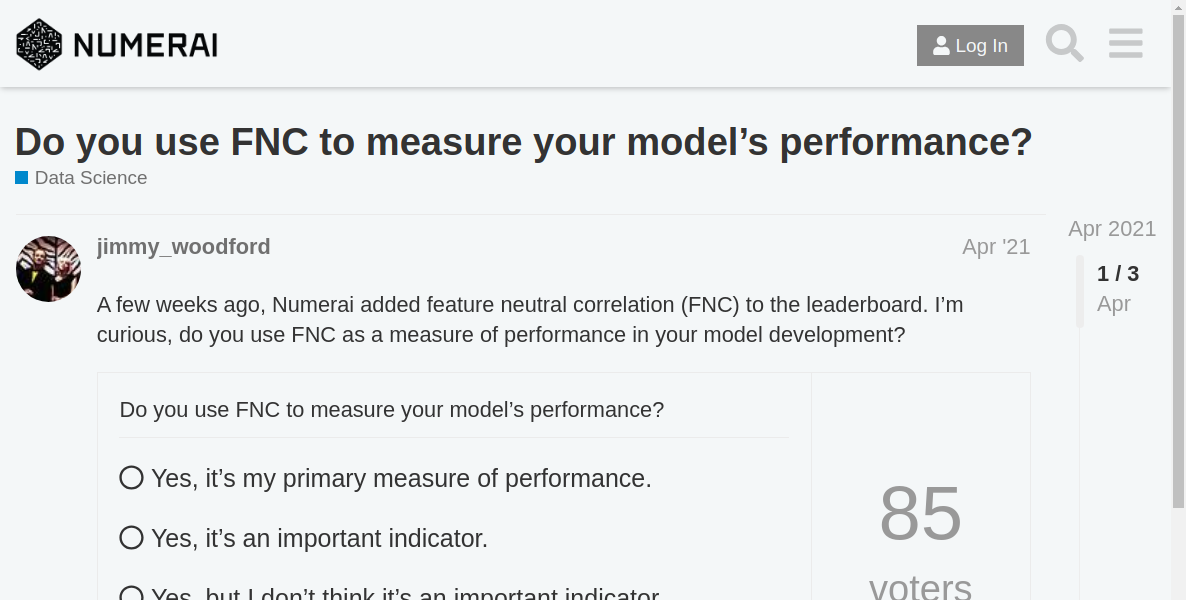 NUMERAI
Log In
Do you use FNC to measure your model’s performance?
Data Science
jimmy_woodford
Apr '21
A few weeks ago, Numerai added feature neutral correlation (FNC) to the leaderboard. I’m
curious, do you use FNC as a measure of performance in your model development?
Do you use FNC to measure your model’s performance?
Yes, it’s my primary measure of performance.
Yes, it’s an important indicator.
Yes, but I don’t think it’s an important indicator.
85
voters
Apr 2021
1 / 3
Apr